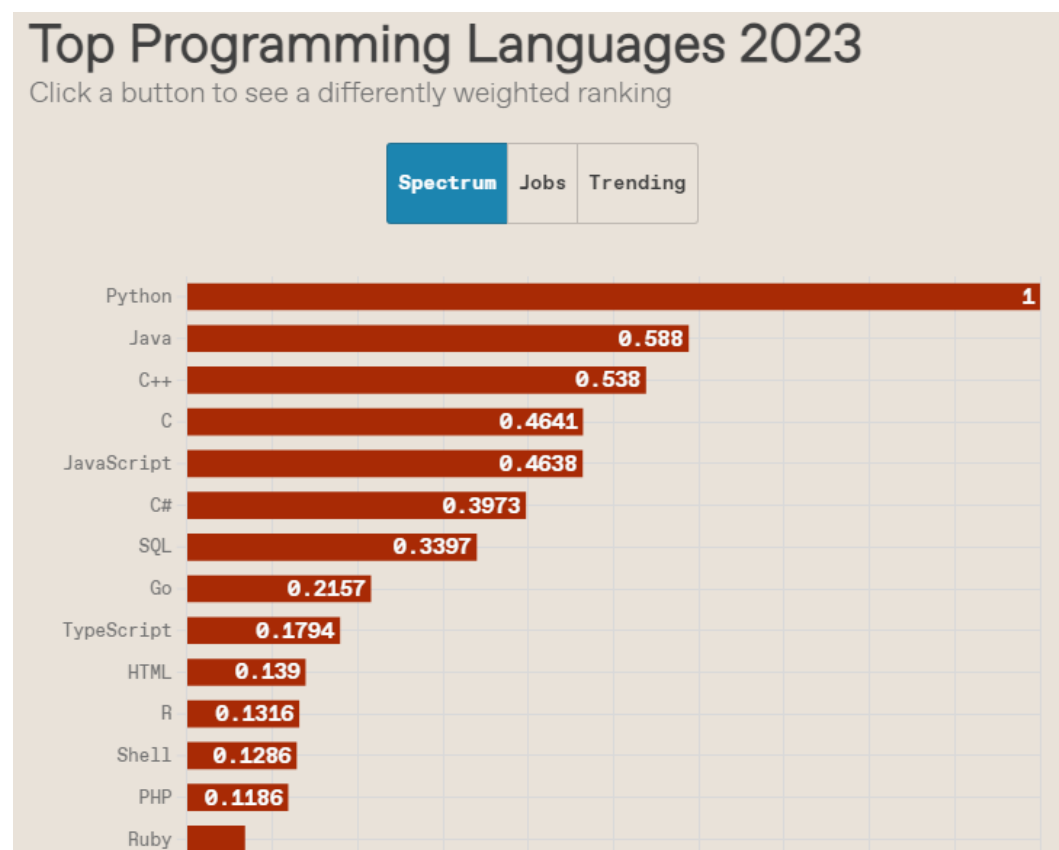 Top Programming Languages 2023
Click a button to see a differently weighted ranking
Spectrum Jobs Trending
Python 1
Java 0.588
C++ 0.538
C 0.4641
JavaScript 0.4638
C# 0.3973
SQL 0.3397
Go 0.2157
TypeScript 0.1794
HTML 0.139
R 0.1316
Shell 0.1286
PHP 0.1186
Ruby